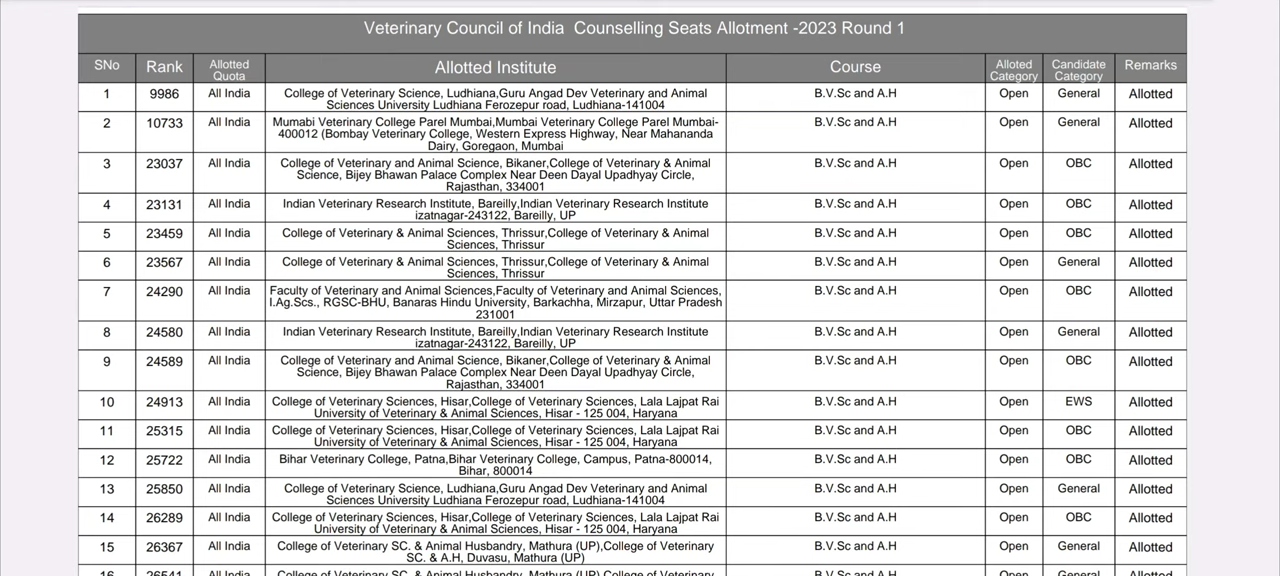 Veterinary Council of India  Counselling Seats Allotment -2023 Round 1
SNo Rank Allotted Quota Allotted Institute Course Alloted Category Candidate Category Remarks
1 9986 All India College of Veterinary Science, Ludhiana,Guru Angad Dev Veterinary and Animal B.V.Sc and A.H Open General Allotted
Sciences University Ludhiana Ferozepur road, Ludhiana-141004
2 10733 All India Mumabi Veterinary College Parel Mumbai,Mumbai Veterinary College Parel Mumbai- B.V.Sc and A.H Open General Allotted
400012 (Bombay Veterinary College, Western Express Highway, Near Mahananda
Dairy, Goregaon, Mumbai
3 23037 All India College of Veterinary and Animal Science, Bikaner,College of Veterinary & Animal B.V.Sc and A.H Open OBC Allotted
Science, Bijey Bhawan Palace Complex Near Deen Dayal Upadhyay Circle,
Rajasthan, 334001
4 23131 All India Indian Veterinary Research Institute, Bareilly,Indian Veterinary Research Institute B.V.Sc and A.H Open OBC Allotted
izatnagar-243122, Bareilly, UP
5 23459 All India College of Veterinary & Animal Sciences, Thrissur,College of Veterinary & Animal B.V.Sc and A.H Open OBC Allotted
Sciences, Thrissur
6 23567 All India College of Veterinary & Animal Sciences, Thrissur,College of Veterinary & Animal B.V.Sc and A.H Open General Allotted
Sciences, Thrissur
7 24290 All India Faculty of Veterinary and Animal Sciences,Faculty of Veterinary and Animal Sciences, B.V.Sc and A.H Open OBC Allotted
I.Ag.Scs., RGSC-BHU, Banaras Hindu University, Barkachha, Mirzapur, Uttar Pradesh
231001
8 24580 All India Indian Veterinary Research Institute, Bareilly,Indian Veterinary Research Institute B.V.Sc and A.H Open General Allotted
izatnagar-243122, Bareilly, UP
9 24589 All India College of Veterinary and Animal Science, Bikaner,College of Veterinary & Animal B.V.Sc and A.H Open OBC Allotted
Science, Bijey Bhawan Palace Complex Near Deen Dayal Upadhyay Circle,
Rajasthan, 334001
10 24913 All India College of Veterinary Sciences, Hisar,College of Veterinary Sciences, Lala Lajpat Rai B.V.Sc and A.H Open EWS Allotted
University of Veterinary & Animal Sciences, Hisar - 125 004, Haryana
11 25315 All India College of Veterinary Sciences, Hisar,College of Veterinary Sciences, Lala Lajpat Rai B.V.Sc and A.H Open OBC Allotted
University of Veterinary & Animal Sciences, Hisar - 125 004, Haryana
12 25722 All India Bihar Veterinary College, Patna,Bihar Veterinary College, Campus, Patna-800014, B.V.Sc and A.H Open OBC Allotted
Bihar, 800014
13 25850 All India College of Veterinary Science, Ludhiana,Guru Angad Dev Veterinary and Animal B.V.Sc and A.H Open General Allotted
Sciences University Ludhiana Ferozepur road, Ludhiana-141004
14 26289 All India College of Veterinary Sciences, Hisar,College of Veterinary Sciences, Lala Lajpat Rai B.V.Sc and A.H Open OBC Allotted
University of Veterinary & Animal Sciences, Hisar - 125 004, Haryana
15 26367 All India College of Veterinary SC. & Animal Husbandry, Mathura (UP),College of Veterinary B.V.Sc and A.H Open General Allotted
SC. & A.H, Duvasu, Mathura (UP)
16 26541 All India College of Veterinary SC. & Animal Husbandry, Mathura (UP),College of Veterinary B.V.Sc and A.H Open General Allotted